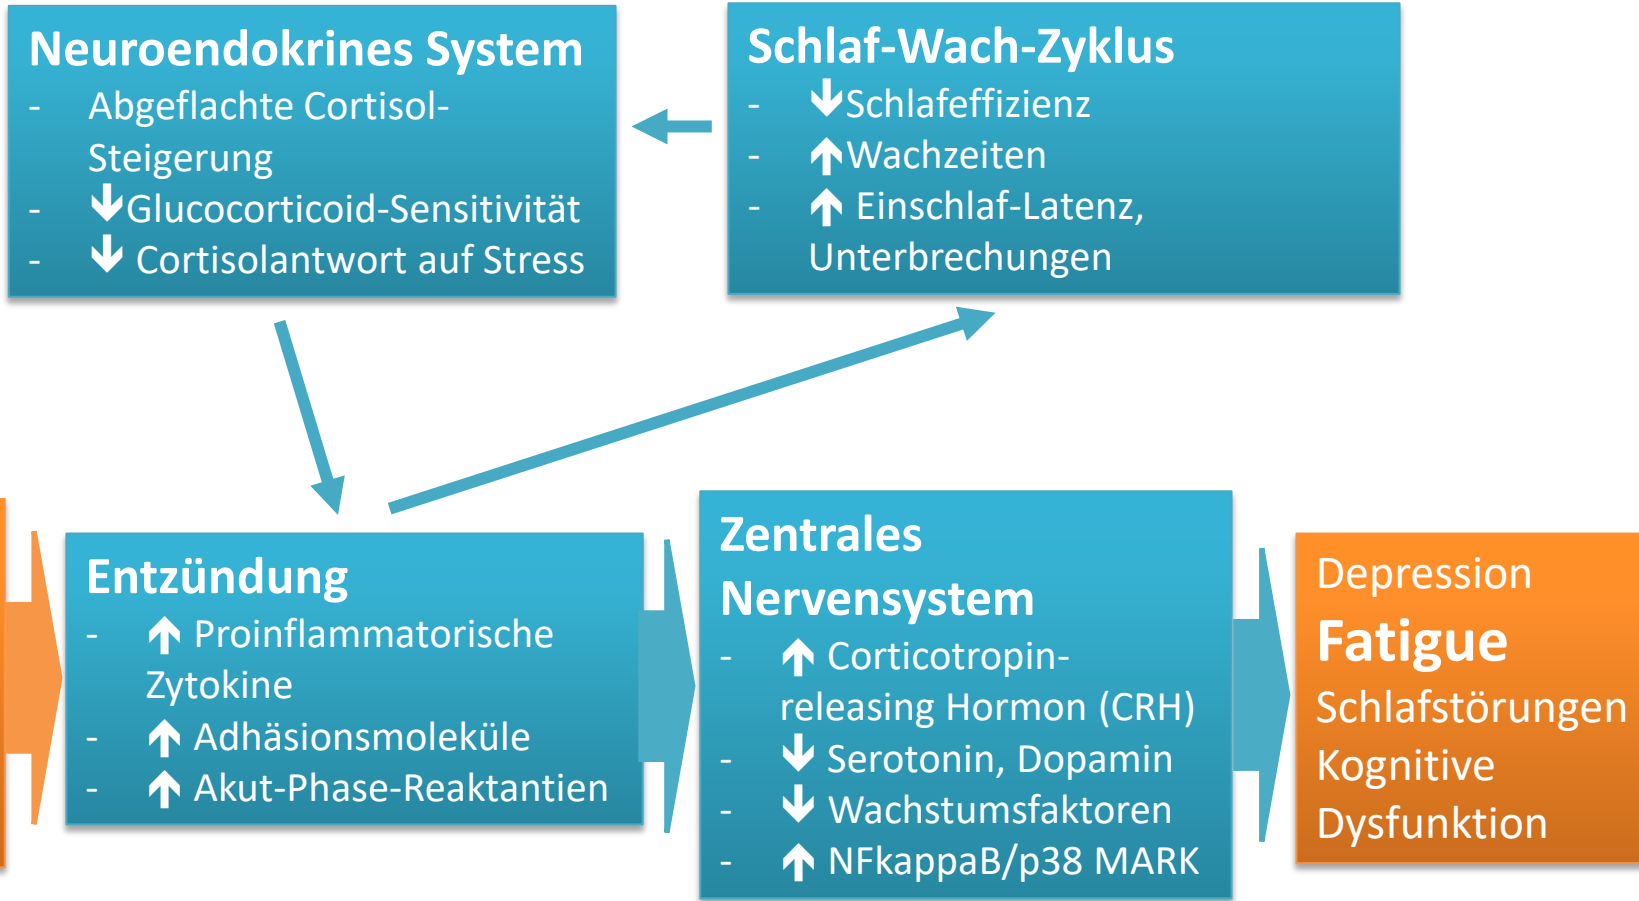 Neuroendokrines System
- Abgeflachte Cortisol-
Steigerung
- ↓Glucocorticoid-Sensitivität
- ↓ Cortisolantwort auf Stress
Schlaf-Wach-Zyklus
- ↓Schlafeffizienz
- ↑Wachzeiten
- ↑ Einschlaf-Latenz,
Unterbrechungen
Entzündung
- ↑ Proinflammatorische
Zytokine
- ↑ Adhäsionsmoleküle
- ↑ Akut-Phase-Reaktantien
Zentrales
Nervensystem
- ↑ Corticotropin-
releasing Hormon (CRH)
- ↓ Serotonin, Dopamin
- ↓ Wachstumsfaktoren
- ↑ NFkappaB/p38 MARK
Depression
Fatigue
Schlafstörungen
Kognitive
Dysfunktion